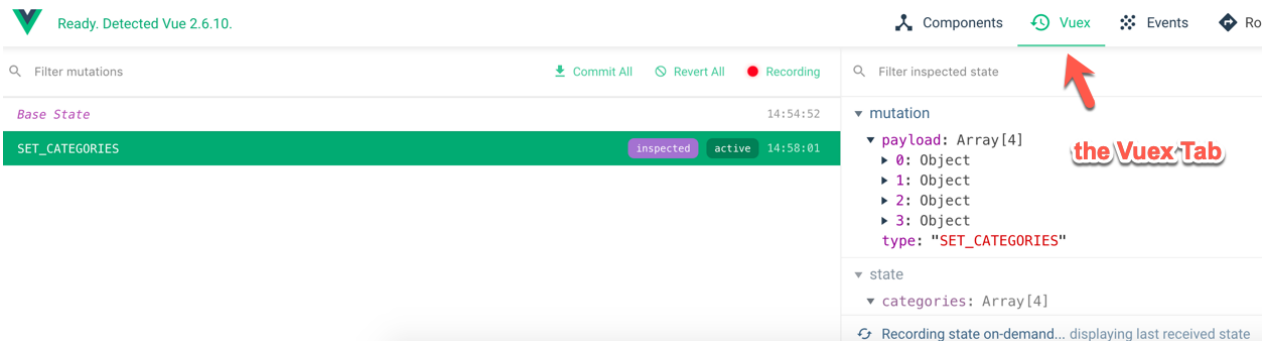 Ready. Detected Vue 2.6.10.
Components
Vuex
Events
Ro
Filter mutations
Commit All
Revert All
Recording
Filter inspected state
Base State 14:54:52
SET_CATEGORIES inspected active 14:58:01
mutation
payload: Array[4]
0: Object
1: Object
2: Object
3: Object
type: "SET_CATEGORIES"
the Vuex Tab
state
categories: Array[4]
Recording state on-demand... displaying last received state